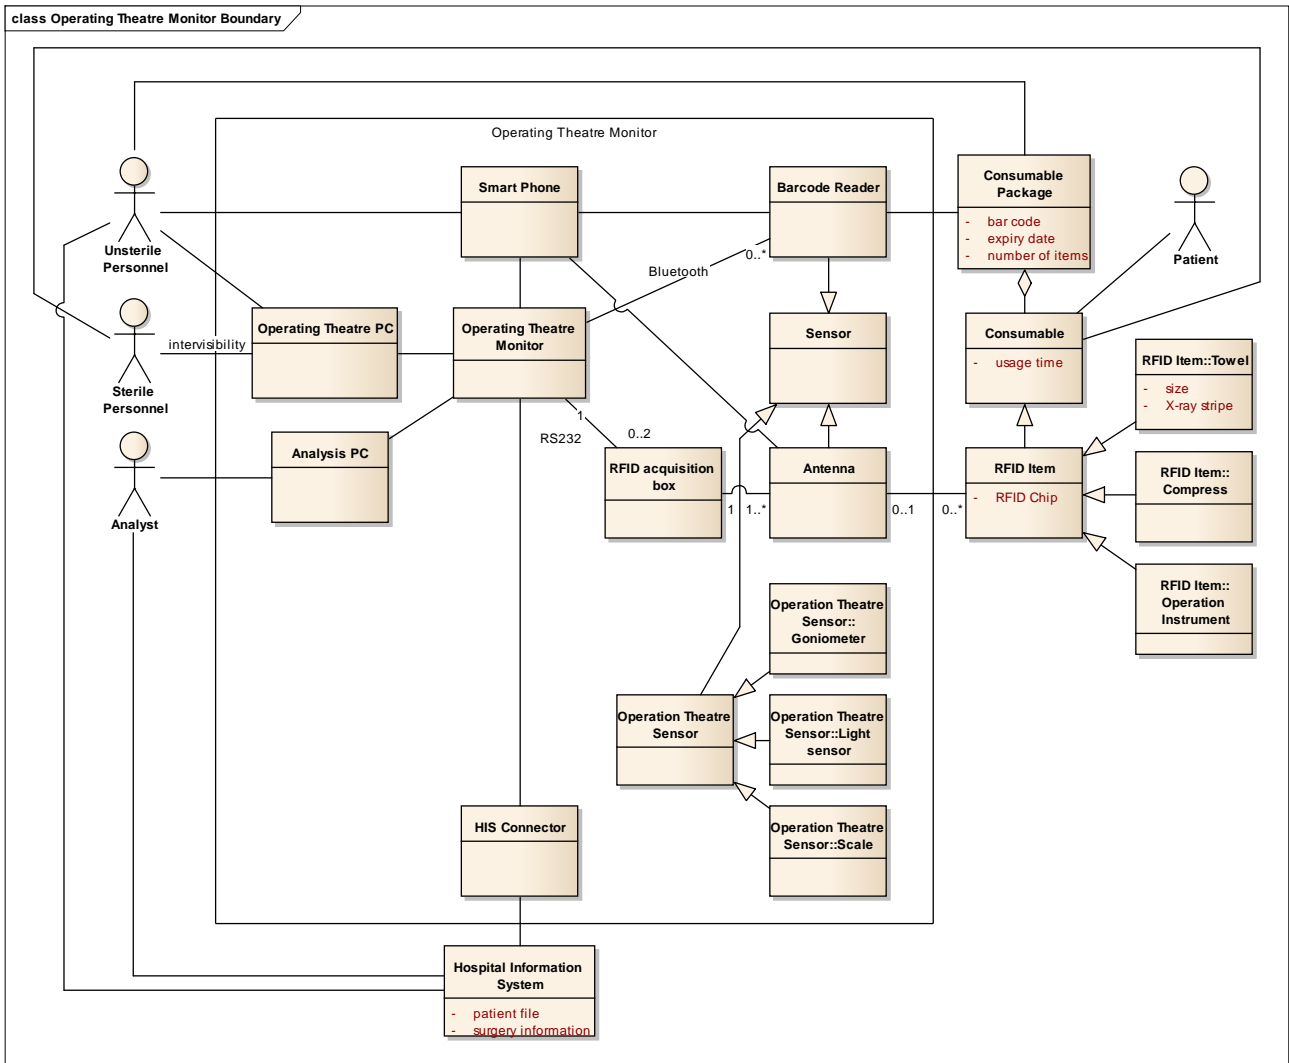 class Operating Theatre Monitor Boundary
Operating Theatre Monitor
Unsterile
Personnel
Smart Phone
Barcode Reader
Consumable
Package
- bar code
- expiry date
- number of items
Patient
Bluetooth
0..*
Sterile
Personnel
intervisibility
Operating Theatre PC
Operating Theatre
Monitor
Sensor
Consumable
- usage time
RFID Item::Towel
- size
- X-ray stripe
Analyst
Analysis PC
1
RS232
0..2
RFID acquisition
box
1
1..*
Antenna
0..1
0..*
RFID Item
- RFID Chip
RFID Item::
Compress
RFID Item::
Operation
Instrument
Operation Theatre
Sensor::
Goniometer
Operation Theatre
Sensor
Operation Theatre
Sensor::Light
sensor
Operation Theatre
Sensor::Scale
HIS Connector
Hospital Information
System
- patient file
- surgery information